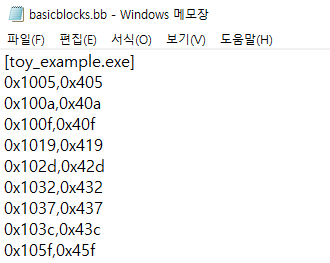 basicblocks.bb - Windows 메모장
파일(F) 편집(E) 서식(O) 보기(V) 도움말(H)
[toy_example.exe]
0x1005,0x405
0x100a,0x40a
0x100f,0x40f
0x1019,0x419
0x102d,0x42d
0x1032,0x432
0x1037,0x437
0x103c,0x43c
0x105f,0x45f